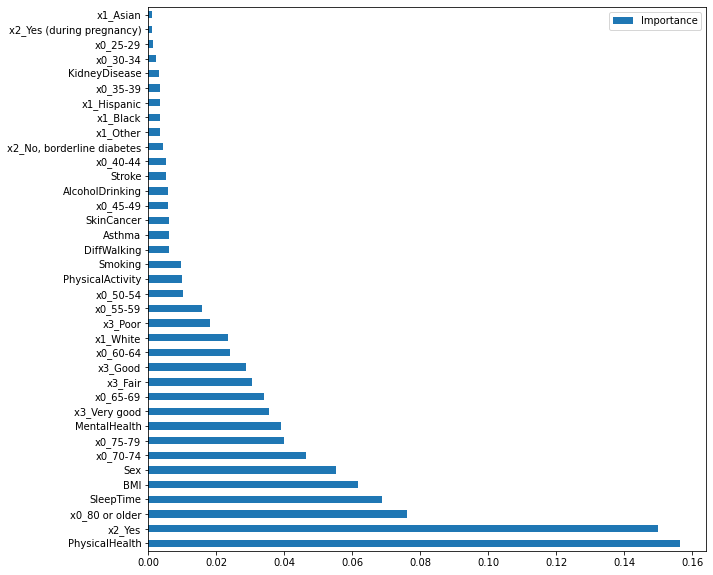 x1_Asian
x2_Yes (during pregnancy)
x0_25-29
x0_30-34
KidneyDisease
x0_35-39
x1_Hispanic
x1_Black
x1_Other
x2_No, borderline diabetes
x0_40-44
Stroke
AlcoholDrinking
x0_45-49
SkinCancer
Asthma
DiffWalking
Smoking
PhysicalActivity
x0_50-54
x0_55-59
x3_Poor
x1_White
x0_60-64
x3_Good
x3_Fair
x0_65-69
x3_Very good
MentalHealth
x0_75-79
x0_70-74
Sex
BMI
SleepTime
x0_80 or older
x2_Yes
PhysicalHealth
Importance
0.00 0.02 0.04 0.06 0.08 0.10 0.12 0.14 0.16